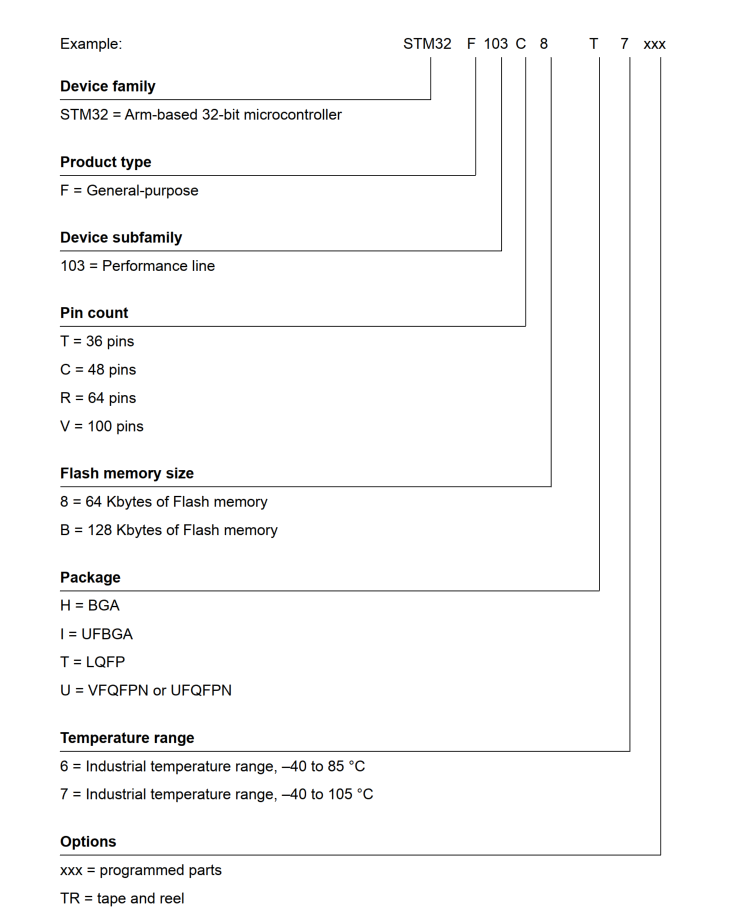 Example: STM32 F 103 C 8 T 7 xxx
Device family
STM32 = Arm-based 32-bit microcontroller
Product type
F = General-purpose
Device subfamily
103 = Performance line
Pin count
T = 36 pins
C = 48 pins
R = 64 pins
V = 100 pins
Flash memory size
8 = 64 Kbytes of Flash memory
B = 128 Kbytes of Flash memory
Package
H = BGA
I = UFBGA
T = LQFP
U = VFQFPN or UFQFPN
Temperature range
6 = Industrial temperature range, –40 to 85 °C
7 = Industrial temperature range, –40 to 105 °C
Options
xxx = programmed parts
TR = tape and reel